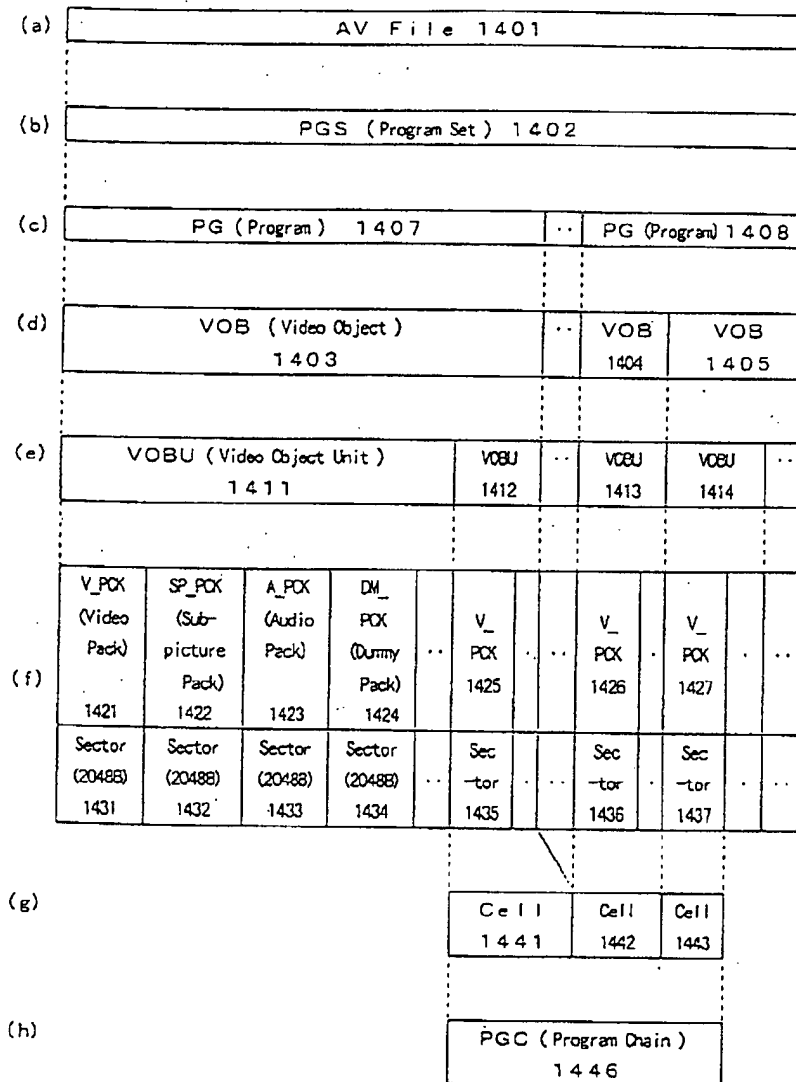 (a) AV File 1401
(b) PGS (Program Set) 1402
(c) PG (Program) 1407 ·· PG (Program) 1408
(d) VOB (Video Object) ·· VOB VOB
1403 1404 1405
(e) VOBU (Video Object Unit) VOBU ·· VOBU VOBU ··
1411 1412 1413 1414
V_PCK SP_PCK A_PCK DM_
(Video (Sub- (Audio PCK V_ V_ V_
Pack) picture Pack) (Dummy ·· PCK · ·· PCK · PCK · ··
(f) Pack) Pack) 1425 1426 1427
1421 1422 1423 1424
Sector Sector Sector Sector Sec Sec Sec
(2048B) (2048B) (2048B) (2048B) ·· -tor · ·· -tor · -tor · ··
1431 1432 1433 1434 1435 1436 1437
(g) Cell Cell Cell
1441 1442 1443
(h) PGC (Program Chain)
1446